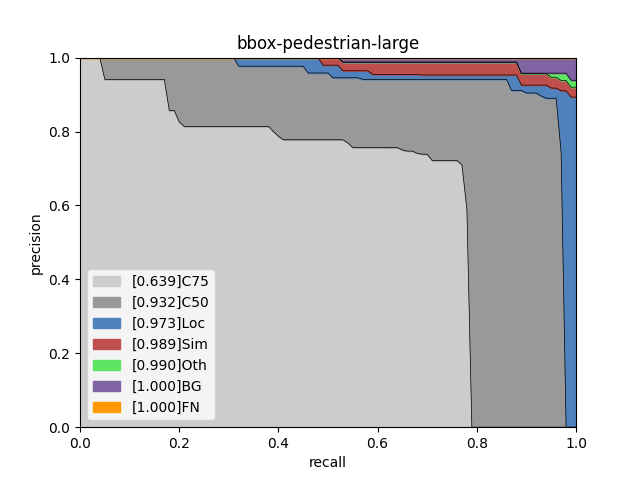 bbox-pedestrian-large
precision
1.0
0.8
0.6
0.4
0.2
0.0
[0.639]C75
[0.932]C50
[0.973]Loc
[0.989]Sim
[0.990]Oth
[1.000]BG
[1.000]FN
0.0 0.2 0.4 0.6 0.8 1.0
recall